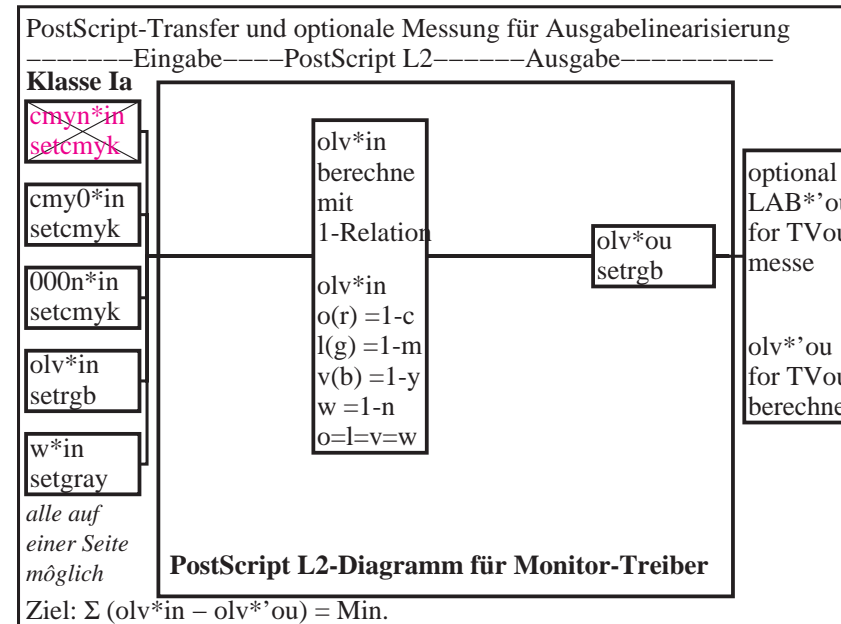 PostScript-Transfer und optionale Messung für Ausgabelinearisierung
−−−−−−−Eingabe−−−−PostScript L2−−−−−−Ausgabe−−−−−−−−−−
Klasse Ia
cmyn*in
setcmyk
cmy0*in
setcmyk
000n*in
setcmyk
olv*in
setrgb
w*in
setgray
alle auf
einer Seite
môglich
olv*in
berechne
mit
1-Relation
olv*in
o(r) =1-c
l(g) =1-m
v(b) =1-y
w =1-n
o=l=v=w
olv*ou
setrgb
optional
LAB*’ou
for TVou
messe
olv*’ou
for TVou
berechne
PostScript L2-Diagramm für Monitor-Treiber
Ziel: Σ (olv*in − olv*’ou) = Min.